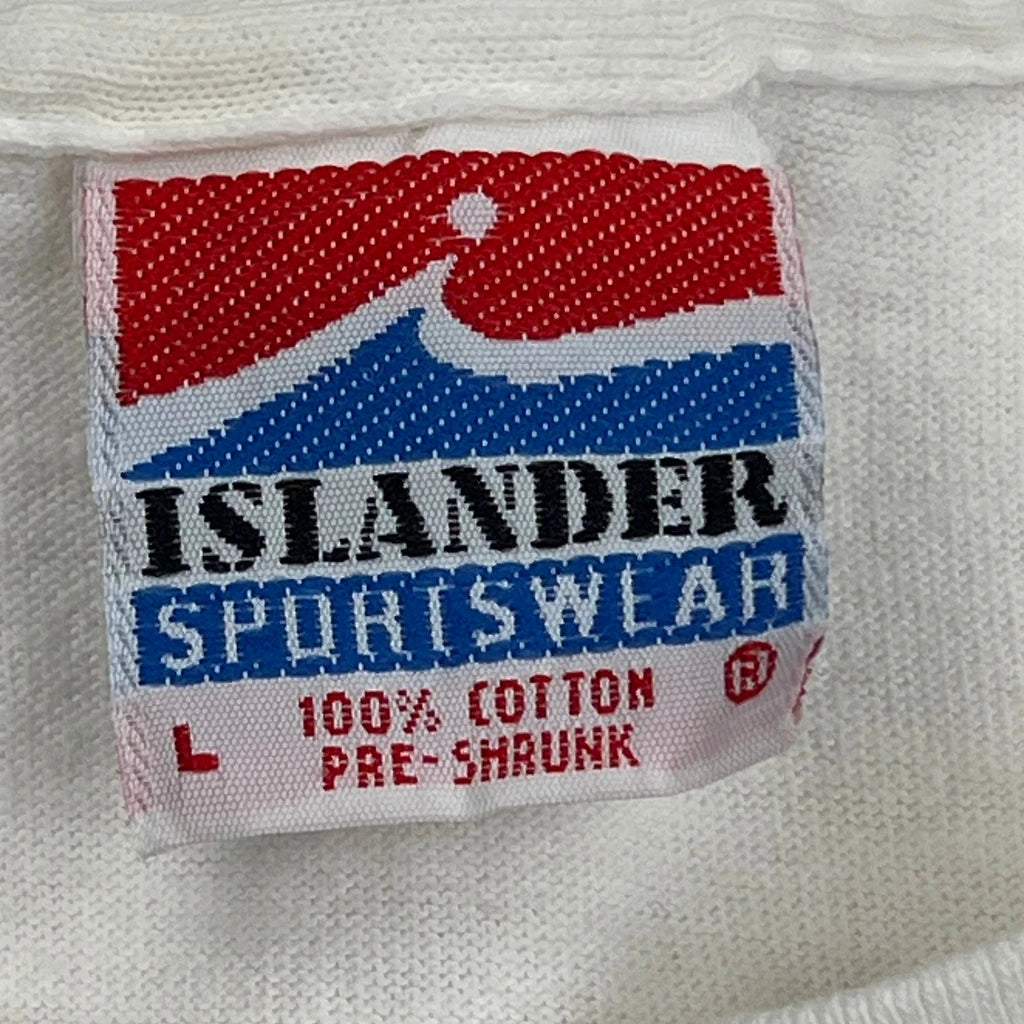 ISLANDER
SPORTSWEAR
®
100% COTTON
L
PRE-SHRUNK